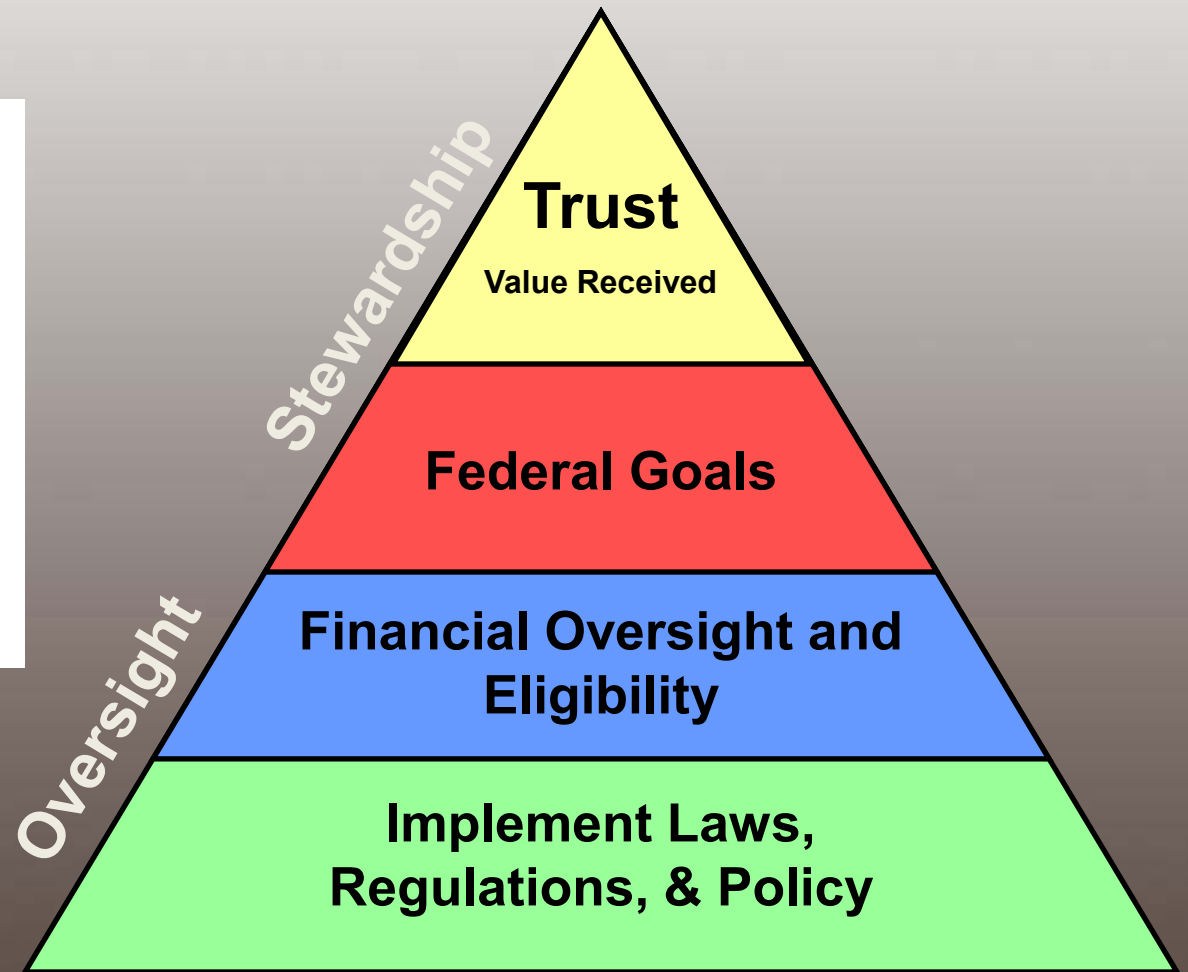 Stewardship
Trust
Value Received
Federal Goals
Oversight
Financial Oversight and
Eligibility
Implement Laws,
Regulations, & Policy